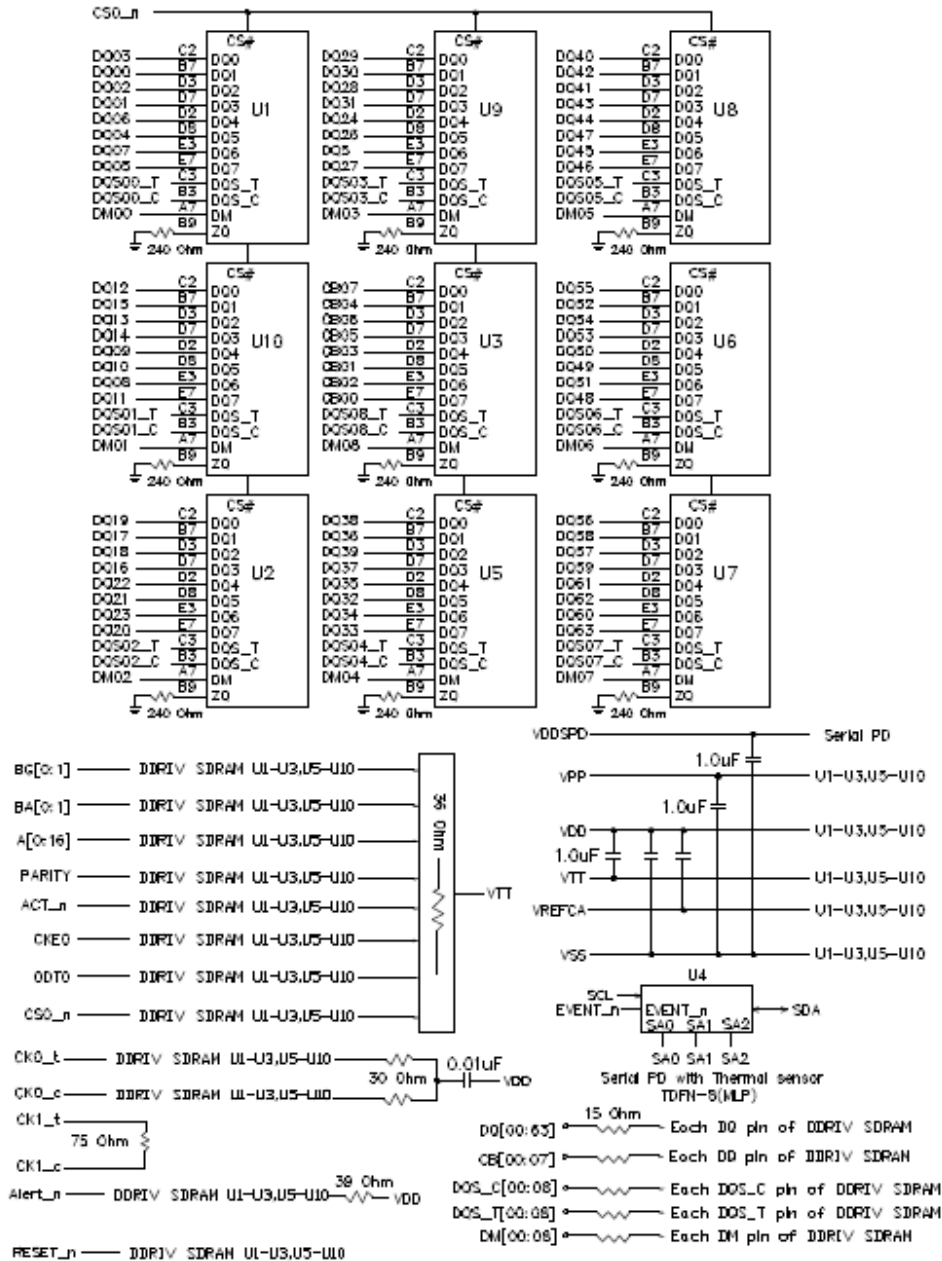 CS0_n
CS# CS# CS#
DQ03 C2 DQ0 DQ29 C2 DQ0 DQ40 C2 DQ0
DQ00 B7 DQ1 DQ30 B7 DQ1 DQ42 B7 DQ1
DQ02 D3 DQ2 DQ28 D3 DQ2 DQ41 D3 DQ2
DQ01 D7 DQ3 U1 DQ31 D7 DQ3 U9 DQ43 D7 DQ3 U8
DQ06 D2 DQ4 DQ24 D2 DQ4 DQ44 D2 DQ4
DQ04 D8 DQ5 DQ26 D8 DQ5 DQ47 D8 DQ5
DQ07 E3 DQ6 DQ5 E3 DQ6 DQ45 E3 DQ6
DQ05 E7 DQ7 DQ27 E7 DQ7 DQ46 E7 DQ7
DQS00_T C3 DQS_T DQS03_T C3 DQS_T DQS05_T C3 DQS_T
DQS00_C B3 DQS_C DQS03_C B3 DQS_C DQS05_C B3 DQS_C
DM00 A7 DM DM03 A7 DM DM05 A7 DM
B9 ZQ B9 ZQ B9 ZQ
240 Ohm 240 Ohm 240 Ohm
CS# CS# CS#
DQ12 C2 DQ0 CB07 C2 DQ0 DQ55 C2 DQ0
DQ15 B7 DQ1 CB04 B7 DQ1 DQ52 B7 DQ1
DQ13 D3 DQ2 CB06 D3 DQ2 DQ54 D3 DQ2
DQ14 D7 DQ3 U10 CB05 D7 DQ3 U3 DQ53 D7 DQ3 U6
DQ09 D2 DQ4 CB03 D2 DQ4 DQ50 D2 DQ4
DQ10 D8 DQ5 CB01 D8 DQ5 DQ49 D8 DQ5
DQ08 E3 DQ6 CB02 E3 DQ6 DQ51 E3 DQ6
DQ11 E7 DQ7 CB00 E7 DQ7 DQ48 E7 DQ7
DQS01_T C3 DQS_T DQS08_T C3 DQS_T DQS06_T C3 DQS_T
DQS01_C B3 DQS_C DQS08_C B3 DQS_C DQS06_C B3 DQS_C
DM01 A7 DM DM08 A7 DM DM06 A7 DM
B9 ZQ B9 ZQ B9 ZQ
240 Ohm 240 Ohm 240 Ohm
CS# CS# CS#
DQ19 C2 DQ0 DQ38 C2 DQ0 DQ56 C2 DQ0
DQ17 B7 DQ1 DQ36 B7 DQ1 DQ58 B7 DQ1
DQ18 D3 DQ2 DQ39 D3 DQ2 DQ57 D3 DQ2
DQ16 D7 DQ3 U2 DQ37 D7 DQ3 U5 DQ59 D7 DQ3 U7
DQ22 D2 DQ4 DQ35 D2 DQ4 DQ61 D2 DQ4
DQ21 D8 DQ5 DQ32 D8 DQ5 DQ62 D8 DQ5
DQ23 E3 DQ6 DQ34 E3 DQ6 DQ60 E3 DQ6
DQ20 E7 DQ7 DQ33 E7 DQ7 DQ63 E7 DQ7
DQS02_T C3 DQS_T DQS04_T C3 DQS_T DQS07_T C3 DQS_T
DQS02_C B3 DQS_C DQS04_C B3 DQS_C DQS07_C B3 DQS_C
DM02 A7 DM DM04 A7 DM DM07 A7 DM
B9 ZQ B9 ZQ B9 ZQ
240 Ohm 240 Ohm 240 Ohm
BG[0:1] DDRIV SDRAM U1-U3,U5-U10
BA[0:1] DDRIV SDRAM U1-U3,U5-U10
A[0:16] DDRIV SDRAM U1-U3,U5-U10
PARITY DDRIV SDRAM U1-U3,U5-U10
ACT_n DDRIV SDRAM U1-U3,U5-U10
CKE0 DDRIV SDRAM U1-U3,U5-U10
ODT0 DDRIV SDRAM U1-U3,U5-U10
CS0_n DDRIV SDRAM U1-U3,U5-U10
36 Ohm
VTT
VDDSPD Serial PD
1.0uF
VPP U1-U3,U5-U10
1.0uF
VDD U1-U3,U5-U10
1.0uF
VTT U1-U3,U5-U10
VREFCA U1-U3,U5-U10
VSS U1-U3,U5-U10
U4
SCL
EVENT_n EVENT_n SDA
SA0 SA1 SA2
SA0 SA1 SA2
Serial PD with Thermal sensor
TDFN-8(MLP)
CK0_t DDRIV SDRAM U1-U3,U5-U10
30 Ohm 0.01uF VDD
CK0_c DDRIV SDRAM U1-U3,U5-U10
CK1_t
75 Ohm
CK1_c
Alert_n DDRIV SDRAM U1-U3,U5-U10 39 Ohm VDD
RESET_n DDRIV SDRAM U1-U3,U5-U10
15 Ohm
DQ[00:63] Each DQ pin of DDRIV SDRAM
CB[00:07] Each DQ pin of DDRIV SDRAM
DQS_C[00:08] Each DQS_C pin of DDRIV SDRAM
DQS_T[00:08] Each DQS_T pin of DDRIV SDRAM
DM[00:08] Each DM pin of DDRIV SDRAM